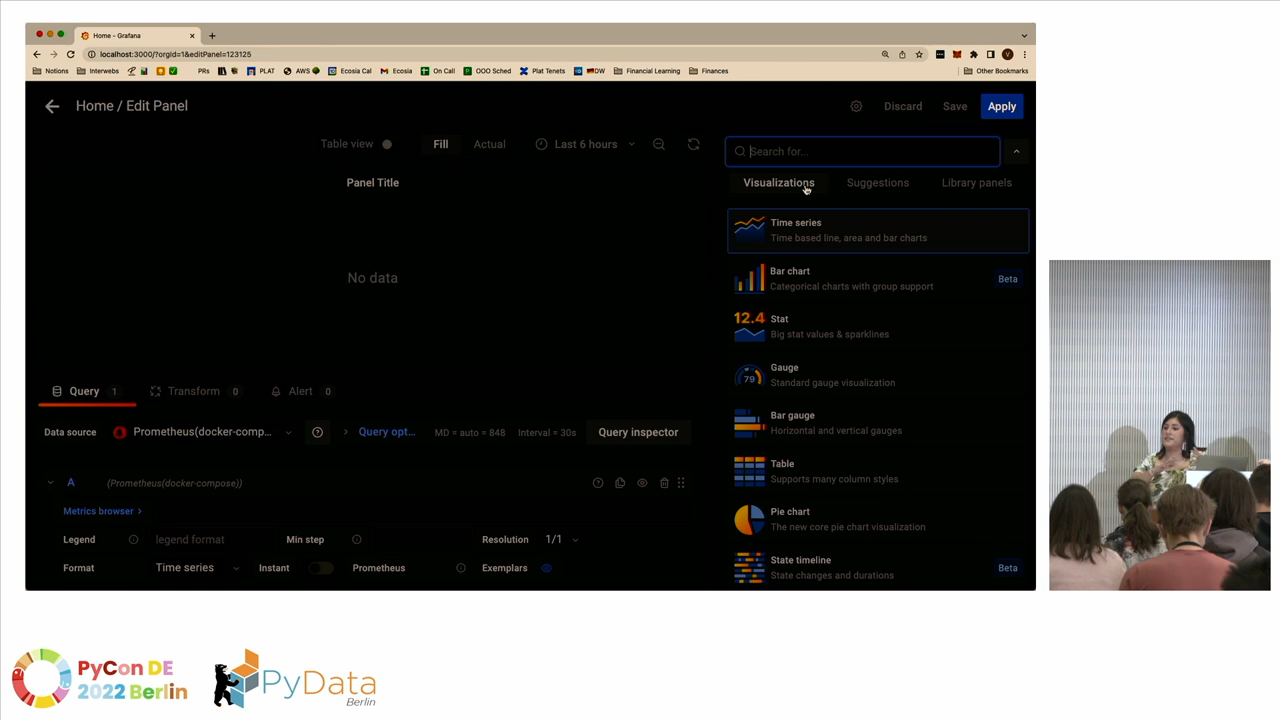 Home - Grafana
localhost:3000/?orgId=1&editPanel=123125
Notions Interwebs PRs PLAT AWS Ecosia Cal Ecosia On Call OOO Sched Plat Tenets DW Financial Learning Finances Other Bookmarks
Home / Edit Panel Discard Save Apply
Table view Fill Actual Last 6 hours Search for...
Panel Title Visualizations Suggestions Library panels
Time series
Time based line, area and bar charts
No data
Bar chart
Categorical charts with group support Beta
12.4 Stat
Big stat values & sparklines
79 Gauge
Standard gauge visualization
Query 1 Transform 0 Alert 0
Bar gauge
Horizontal and vertical gauges
Data source Prometheus(docker-comp... Query opt... MD = auto = 848 Interval = 30s Query inspector
Table
Supports many column styles
A (Prometheus(docker-compose))
Metrics browser >
Pie chart
The new core pie chart visualization
Legend legend format Min step Resolution 1/1
State timeline
State changes and durations Beta
Format Time series Instant Prometheus Exemplars
PyCon DE
2022 Berlin
PyData
Berlin